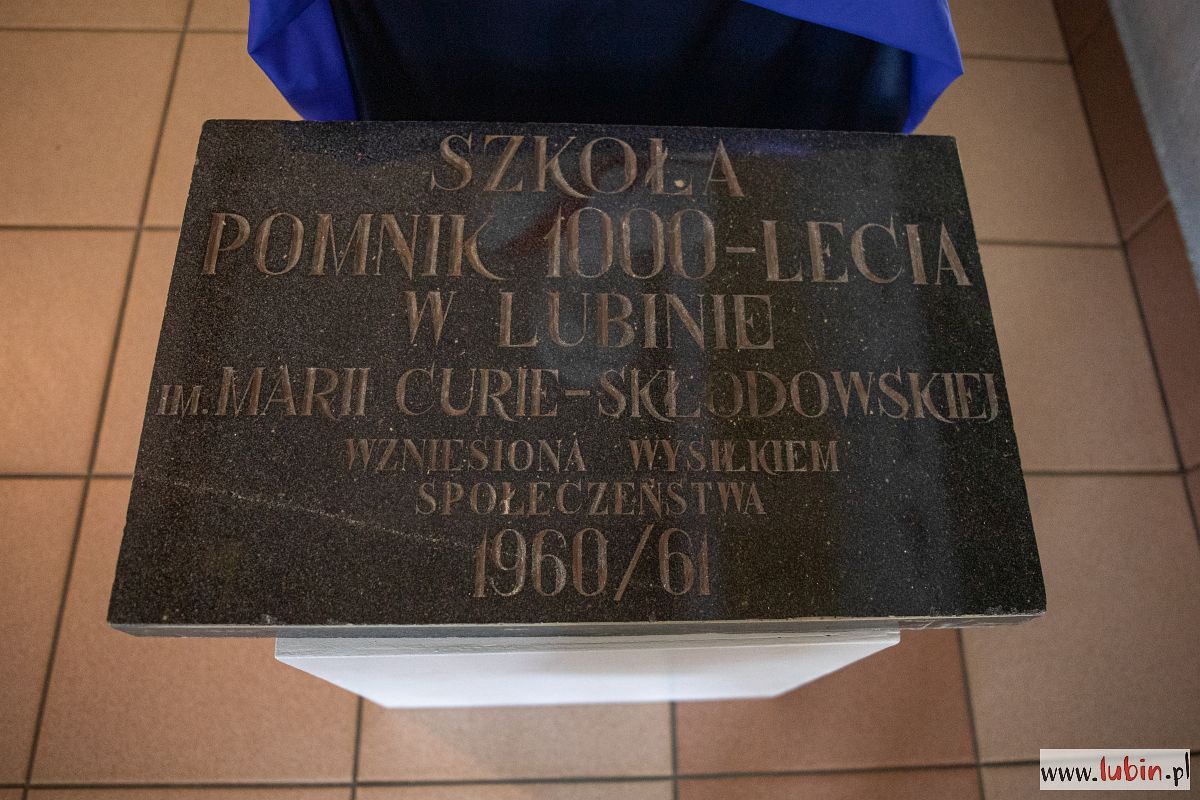 SZKOŁA
POMNIK 1000-LECIA
W LUBINIE
IM. MARII CURIE-SKŁODOWSKIEJ
WZNIESIONA WYSIŁKIEM
SPOŁECZEŃSTWA
1960/61
www.lubin.pl